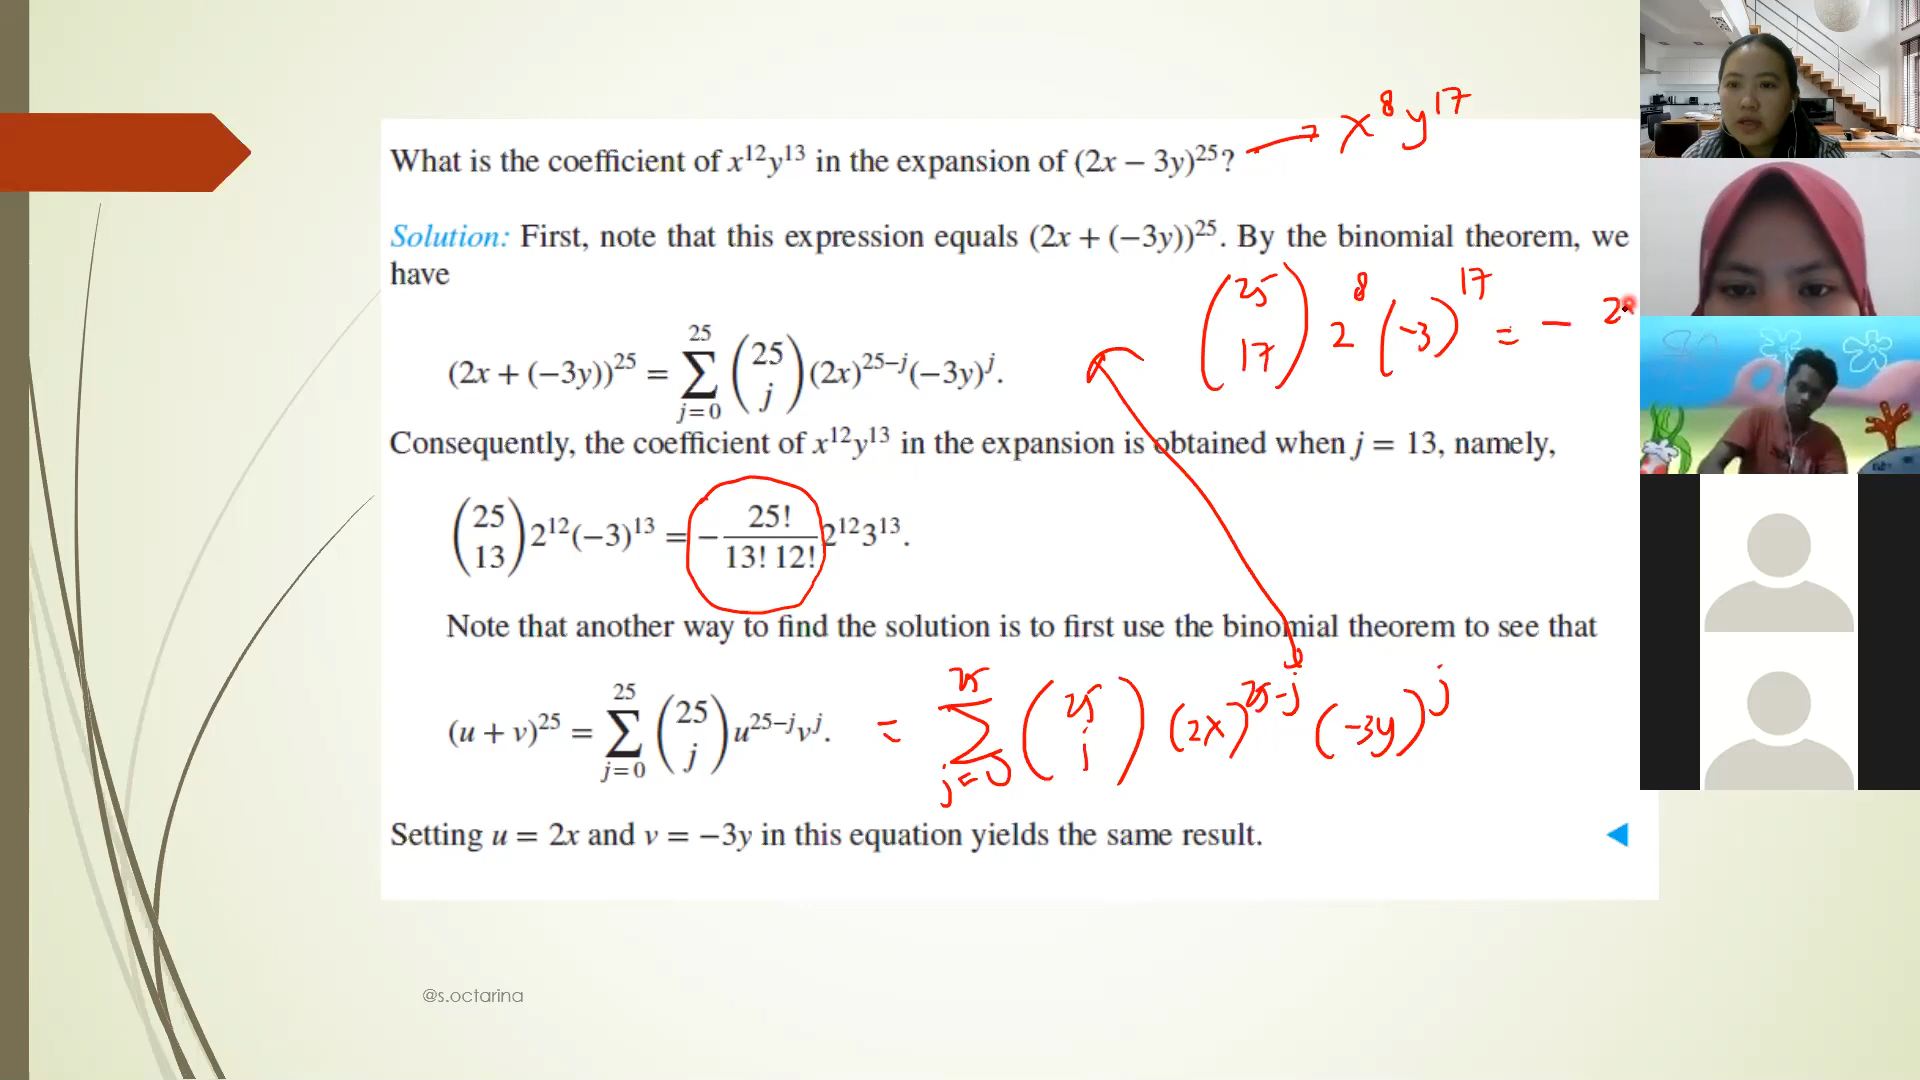 What is the coefficient of x¹²y¹³ in the expansion of (2x − 3y)²⁵? → x⁸y¹⁷
Solution: First, note that this expression equals (2x + (−3y))²⁵. By the binomial theorem, we
have
(25 17) 2⁸ (−3)¹⁷ = −
(2x + (−3y))²⁵ = ∑ 25 j=0 (25 j) (2x)²⁵⁻ʲ(−3y)ʲ.
Consequently, the coefficient of x¹²y¹³ in the expansion is obtained when j = 13, namely,
(25 13) 2¹²(−3)¹³ = − 25! / 13! 12! 2¹²3¹³.
Note that another way to find the solution is to first use the binomial theorem to see that
(u + v)²⁵ = ∑ 25 j=0 (25 j) u²⁵⁻ʲvʲ. = ∑ 25 j=0 (25 j) (2x)²⁵⁻ʲ (−3y)ʲ
Setting u = 2x and v = −3y in this equation yields the same result.
@s.octarina